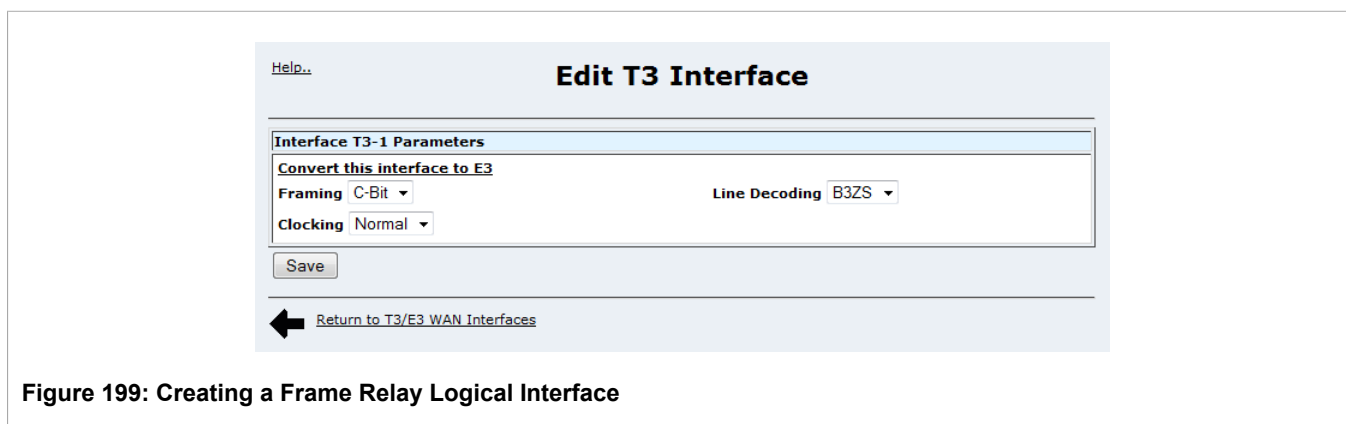 Help..
Edit T3 Interface
Interface T3-1 Parameters
Convert this interface to E3
Framing C-Bit Line Decoding B3ZS
Clocking Normal
Save
Return to T3/E3 WAN Interfaces
Figure 199: Creating a Frame Relay Logical Interface